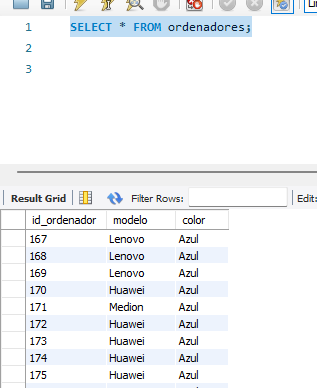 Lin
1 SELECT * FROM ordenadores;
2
3
Result Grid Filter Rows: Edit:
id_ordenador modelo color
167 Lenovo Azul
168 Lenovo Azul
169 Lenovo Azul
170 Huawei Azul
171 Medion Azul
172 Huawei Azul
173 Huawei Azul
174 Huawei Azul
175 Huawei Azul